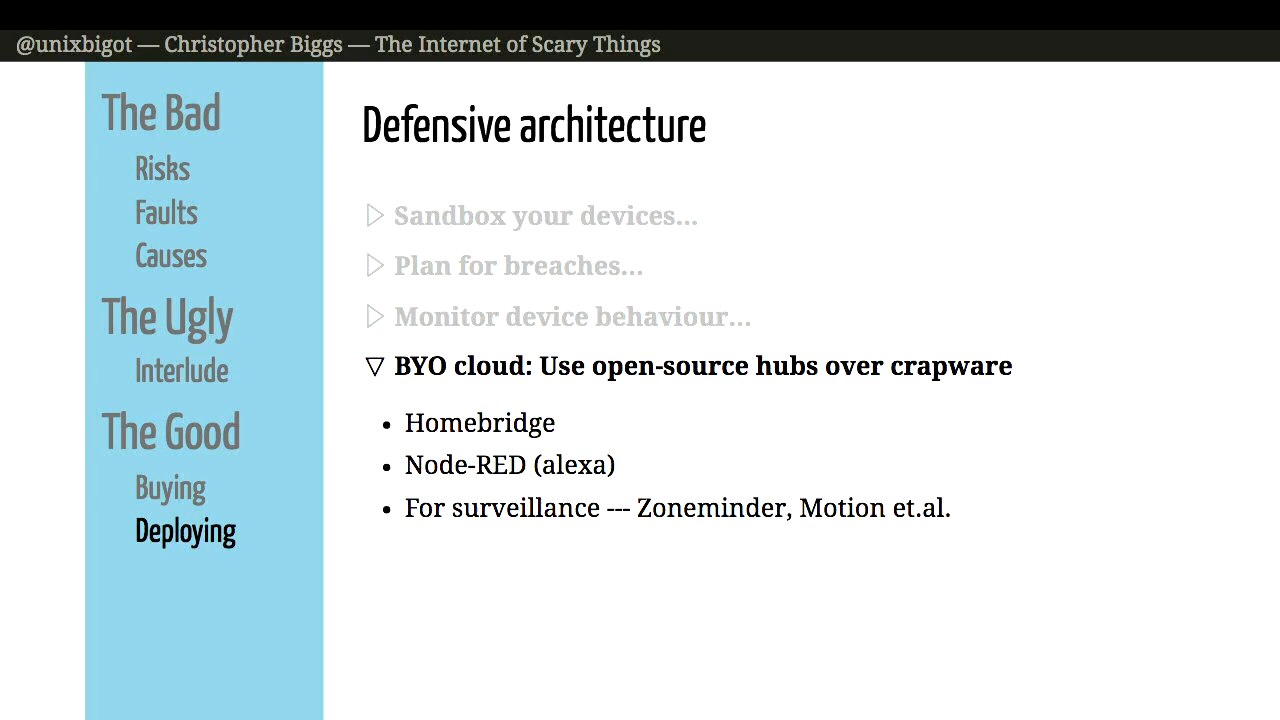 @unixbigot — Christopher Biggs — The Internet of Scary Things
The Bad
Risks
Faults
Causes
The Ugly
Interlude
The Good
Buying
Deploying
Defensive architecture
▷ Sandbox your devices...
▷ Plan for breaches...
▷ Monitor device behaviour...
▽ BYO cloud: Use open-source hubs over crapware
• Homebridge
• Node-RED (alexa)
• For surveillance --- Zoneminder, Motion et.al.